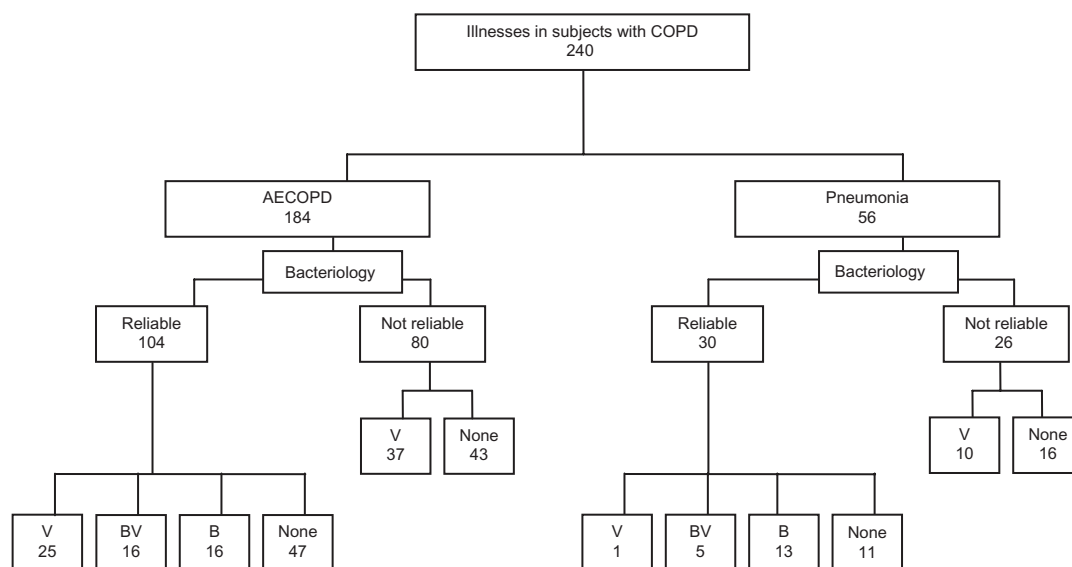 Illnesses in subjects with COPD
240
AECOPD
184
Pneumonia
56
Bacteriology
Bacteriology
Reliable
104
Not reliable
80
Reliable
30
Not reliable
26
V
37
None
43
V
10
None
16
V
25
BV
16
B
16
None
47
V
1
BV
5
B
13
None
11